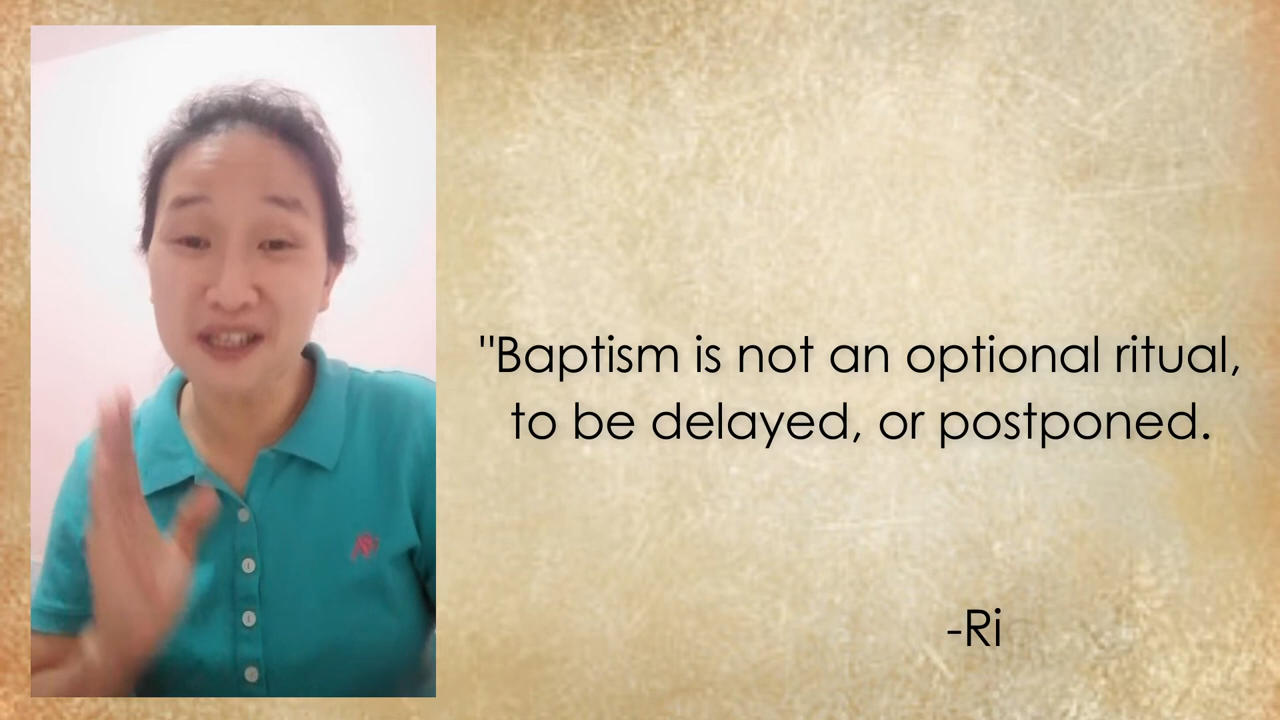 "Baptism is not an optional ritual,
to be delayed, or postponed.
-Ri